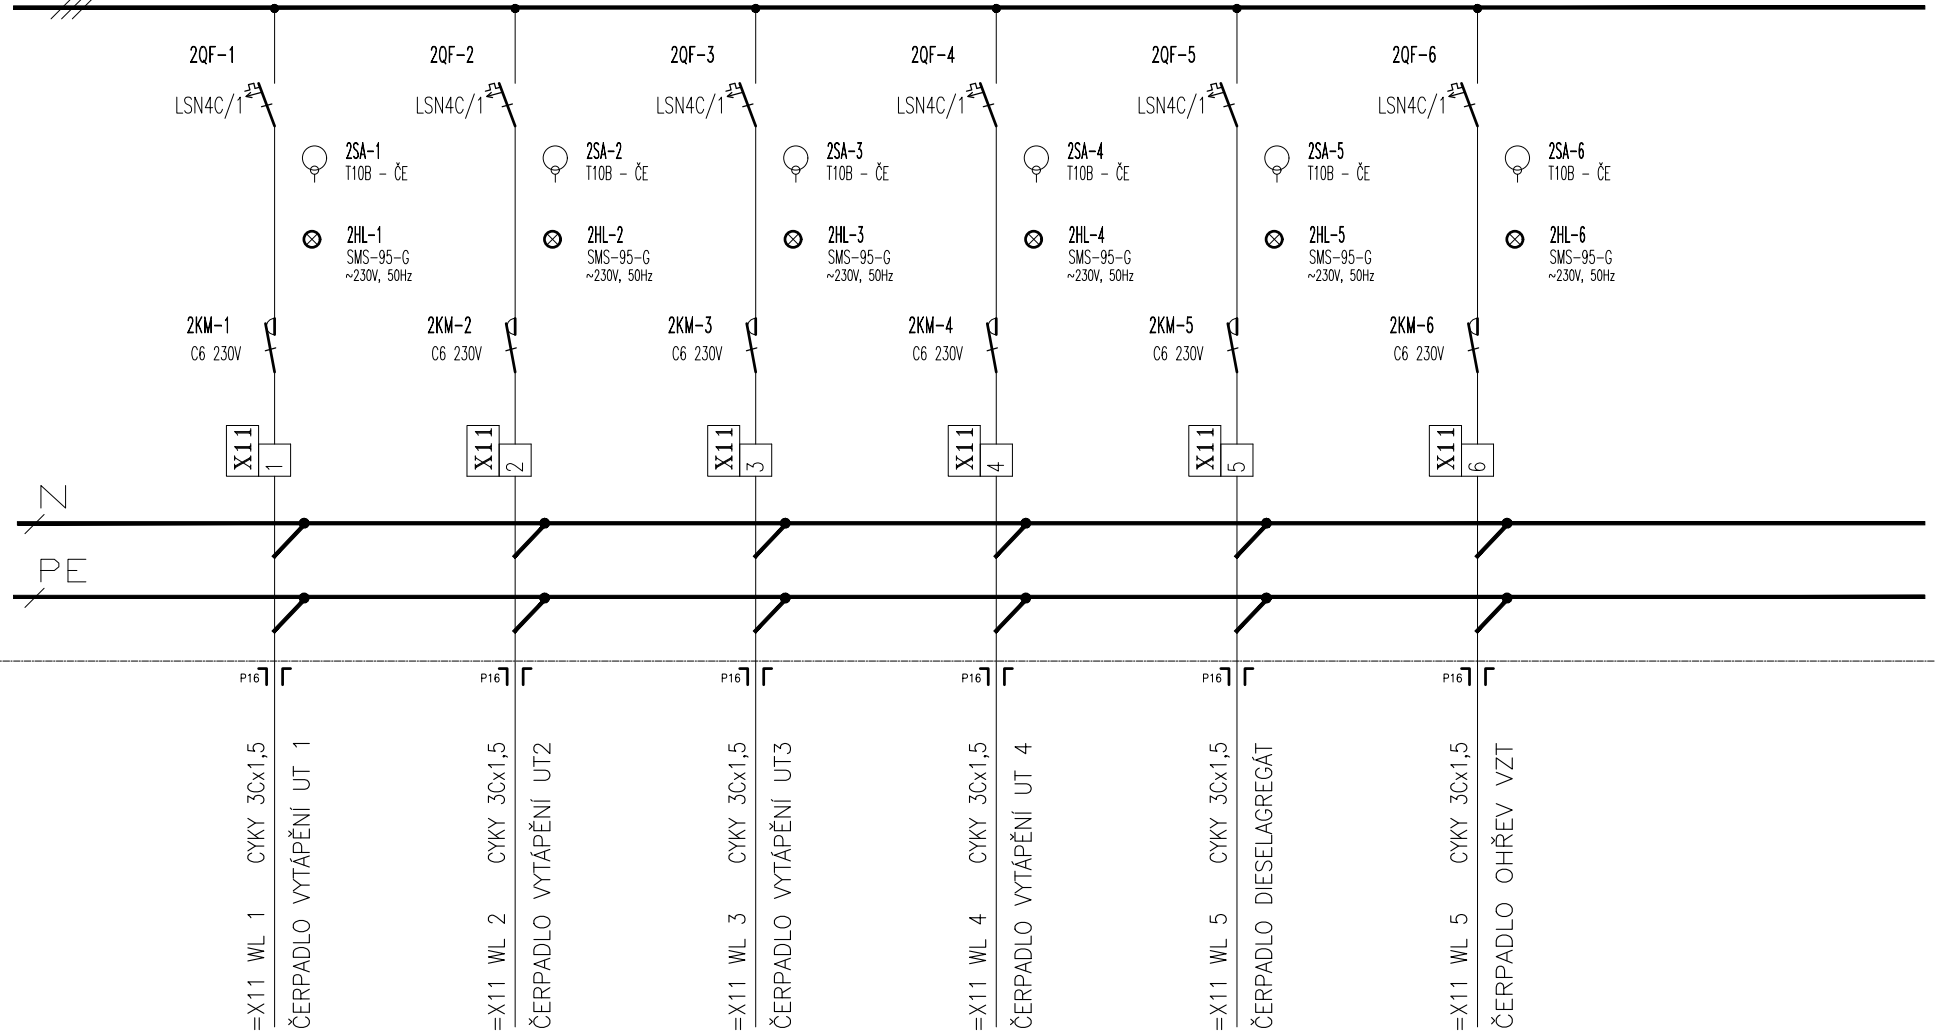 2QF-1
2QF-2
2QF-3
2QF-4
2QF-5
2QF-6
LSN4C/1
LSN4C/1
LSN4C/1
LSN4C/1
LSN4C/1
LSN4C/1
2SA-1
T10B - ČE
2SA-2
T10B - ČE
2SA-3
T10B - ČE
2SA-4
T10B - ČE
2SA-5
T10B - ČE
2SA-6
T10B - ČE
2HL-1
SMS-95-G
~230V, 50Hz
2HL-2
SMS-95-G
~230V, 50Hz
2HL-3
SMS-95-G
~230V, 50Hz
2HL-4
SMS-95-G
~230V, 50Hz
2HL-5
SMS-95-G
~230V, 50Hz
2HL-6
SMS-95-G
~230V, 50Hz
2KM-1
C6 230V
2KM-2
C6 230V
2KM-3
C6 230V
2KM-4
C6 230V
2KM-5
C6 230V
2KM-6
C6 230V
X11 1
X11 2
X11 3
X11 4
X11 5
X11 6
N
PE
P16
P16
P16
P16
P16
P16
=X11 WL 1 CYKY 3Cx1,5
ČERPADLO VYTÁPĚNÍ UT 1
=X11 WL 2 CYKY 3Cx1,5
ČERPADLO VYTÁPĚNÍ UT2
=X11 WL 3 CYKY 3Cx1,5
ČERPADLO VYTÁPĚNÍ UT3
=X11 WL 4 CYKY 3Cx1,5
ČERPADLO VYTÁPĚNÍ UT 4
=X11 WL 5 CYKY 3Cx1,5
ČERPADLO DIESELAGREGÁT
=X11 WL 5 CYKY 3Cx1,5
ČERPADLO OHŘEV VZT